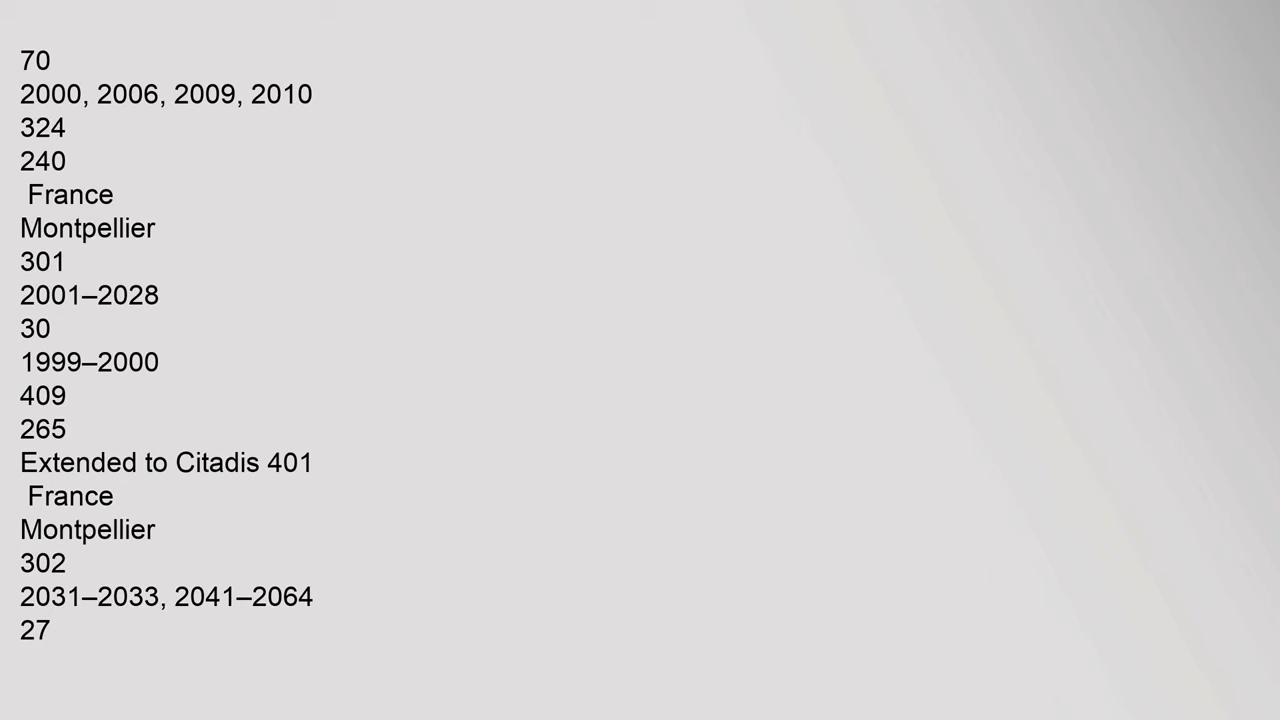 70
2000, 2006, 2009, 2010
324
240
France
Montpellier
301
2001–2028
30
1999–2000
409
265
Extended to Citadis 401
France
Montpellier
302
2031–2033, 2041–2064
27